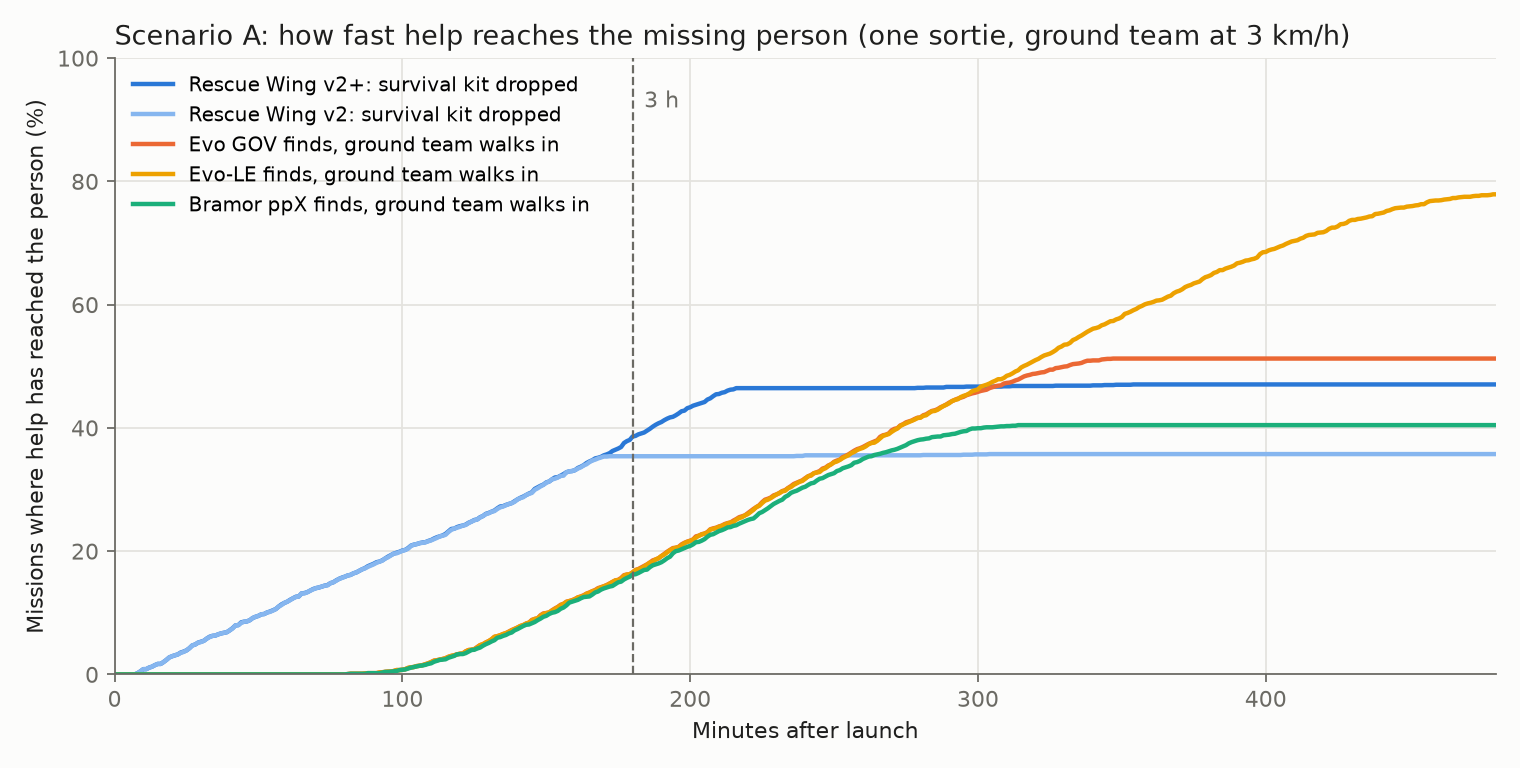 Scenario A: how fast help reaches the missing person (one sortie, ground team at 3 km/h)
Missions where help has reached the person (%)
100
80
60
40
20
0
Rescue Wing v2+: survival kit dropped
Rescue Wing v2: survival kit dropped
Evo GOV finds, ground team walks in
Evo-LE finds, ground team walks in
Bramor ppX finds, ground team walks in
3 h
0 100 200 300 400
Minutes after launch